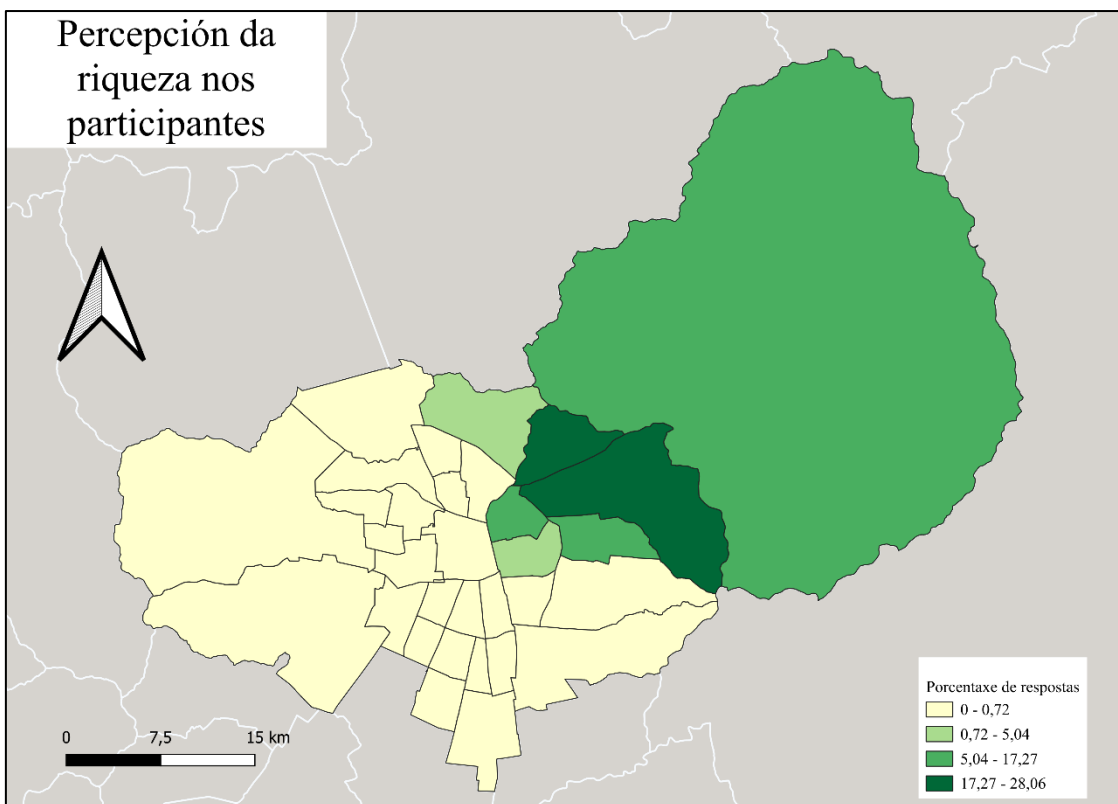 Percepción da
riqueza nos
participantes
0 7,5 15 km
Porcentaxe de respostas
0 - 0,72
0,72 - 5,04
5,04 - 17,27
17,27 - 28,06